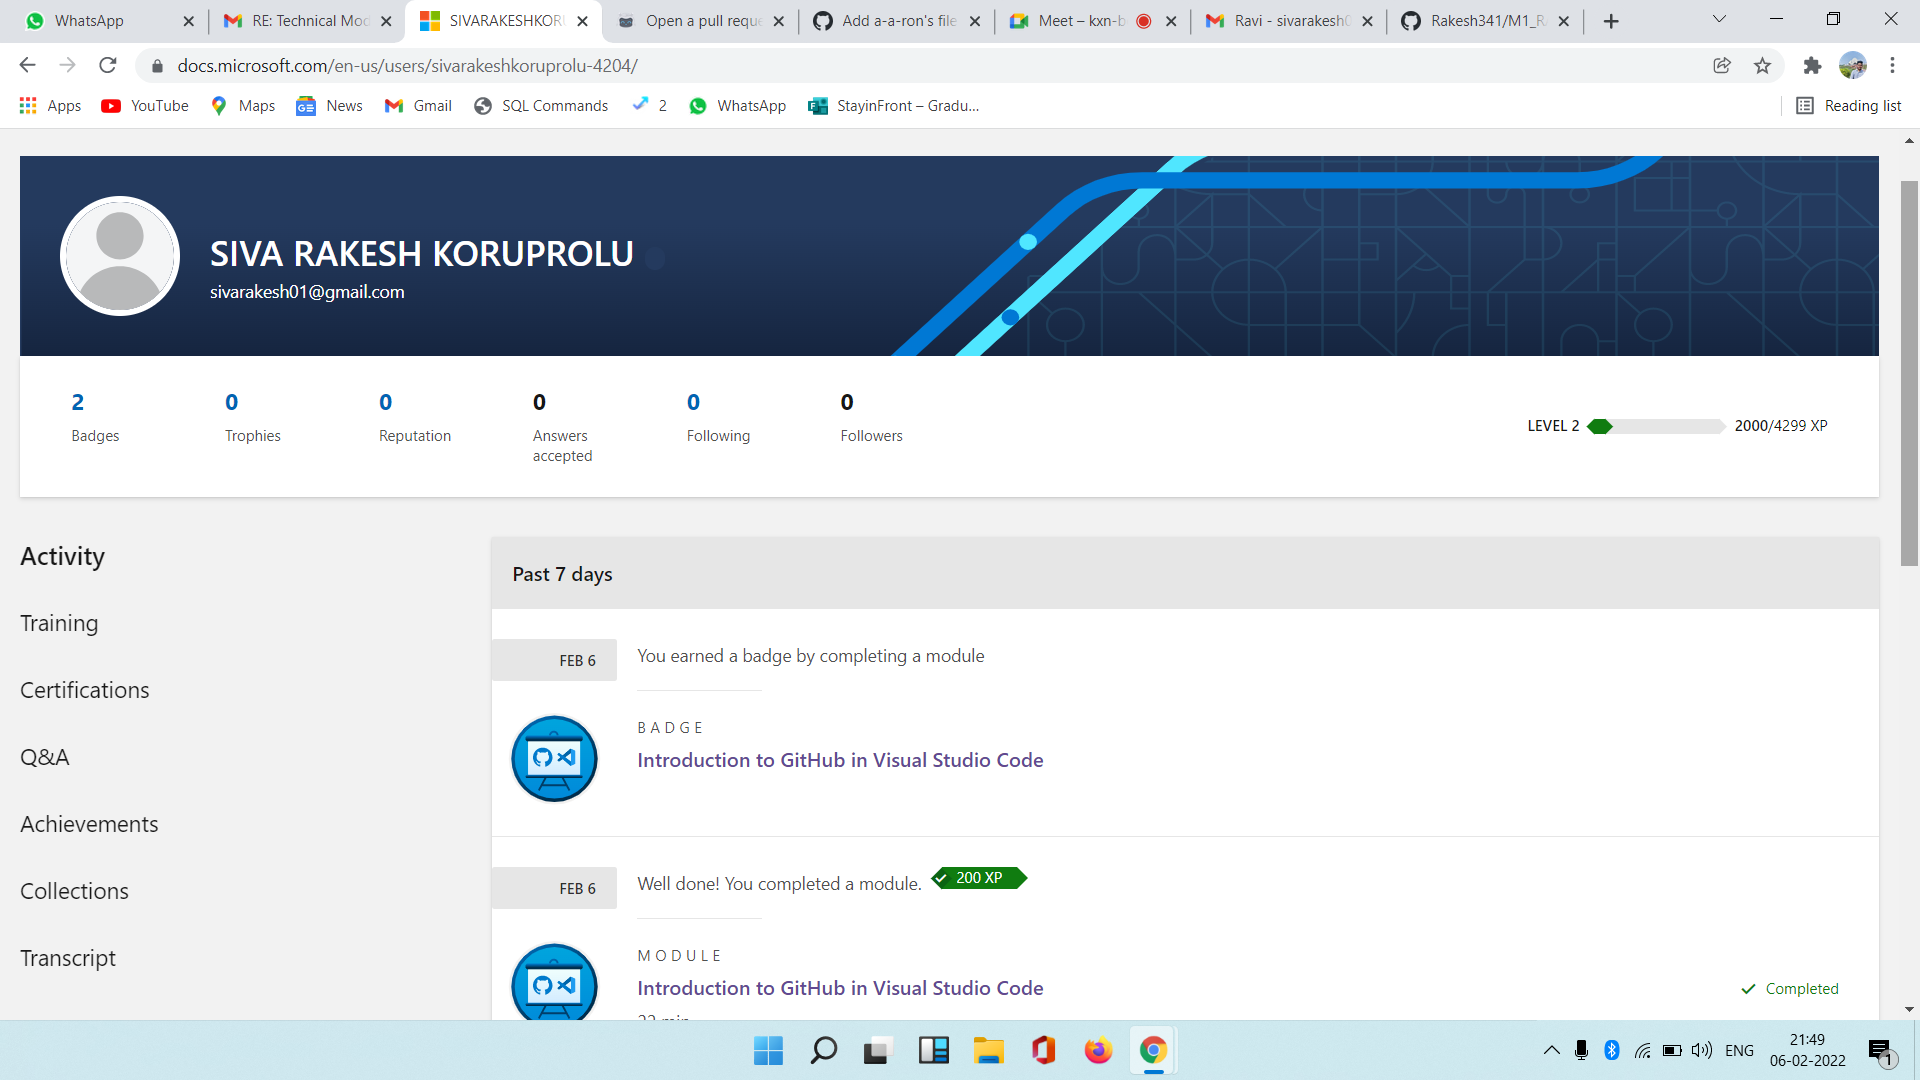 WhatsApp
RE: Technical Mod
SIVARAKESHKORU
Open a pull reque
Add a-a-ron's file
Meet – kxn-b
Ravi - sivarakesh0
Rakesh341/M1_R
docs.microsoft.com/en-us/users/sivarakeshkoruprolu-4204/
Apps
YouTube
Maps
News
Gmail
SQL Commands
2
WhatsApp
StayinFront – Gradu...
Reading list
SIVA RAKESH KORUPROLU
sivarakesh01@gmail.com
2
Badges
0
Trophies
0
Reputation
0
Answers
accepted
0
Following
0
Followers
LEVEL 2
2000/4299 XP
Activity
Training
Certifications
Q&A
Achievements
Collections
Transcript
Past 7 days
FEB 6
You earned a badge by completing a module
BADGE
Introduction to GitHub in Visual Studio Code
FEB 6
Well done! You completed a module.
200 XP
MODULE
Introduction to GitHub in Visual Studio Code
Completed
ENG
21:49
06-02-2022
1